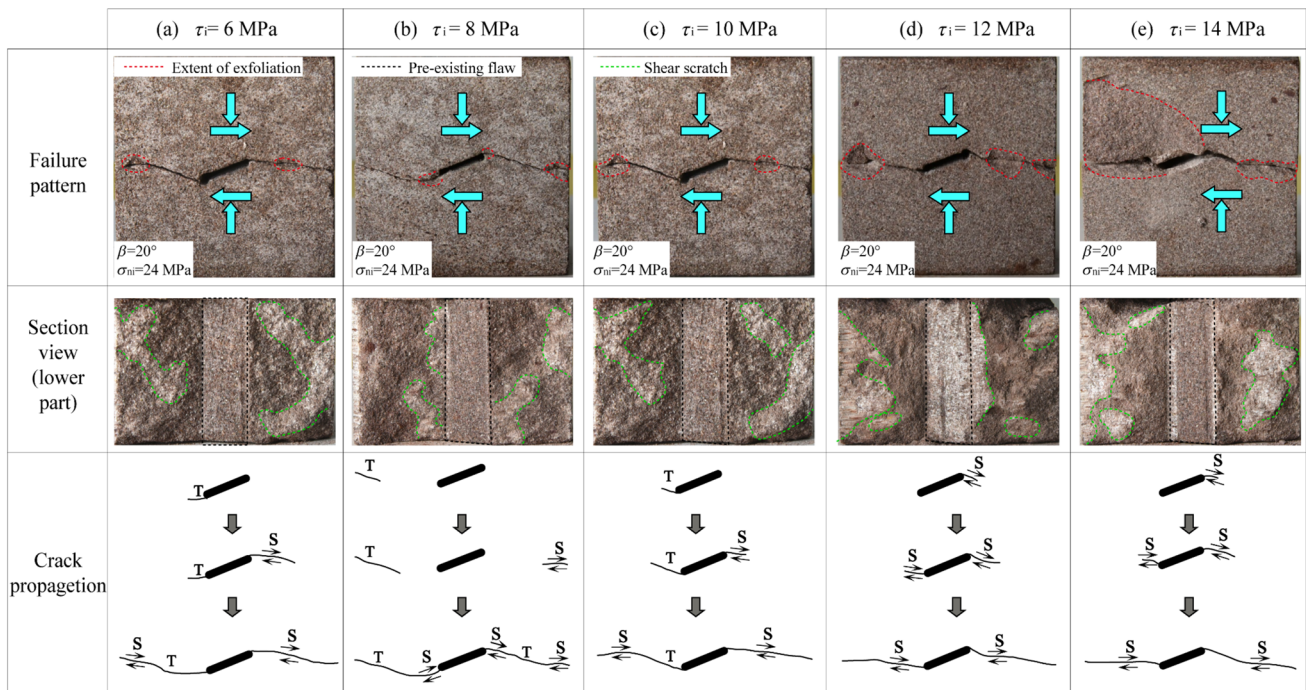 (a) τi= 6 MPa
(b) τi= 8 MPa
(c) τi= 10 MPa
(d) τi= 12 MPa
(e) τi= 14 MPa
Failure
pattern
Extent of exfoliation
Pre-existing flaw
Shear scratch
β=20°
σni=24 MPa
β=20°
σni=24 MPa
β=20°
σni=24 MPa
β=20°
σni=24 MPa
β=20°
σni=24 MPa
Section
view
(lower
part)
Crack
propagetion
T
T
T
S
S
T
S
T
S
T
S
S
S
T
S
T
S
T
S
T
S
S
T
S
S
S
S
S
S
S
S
S